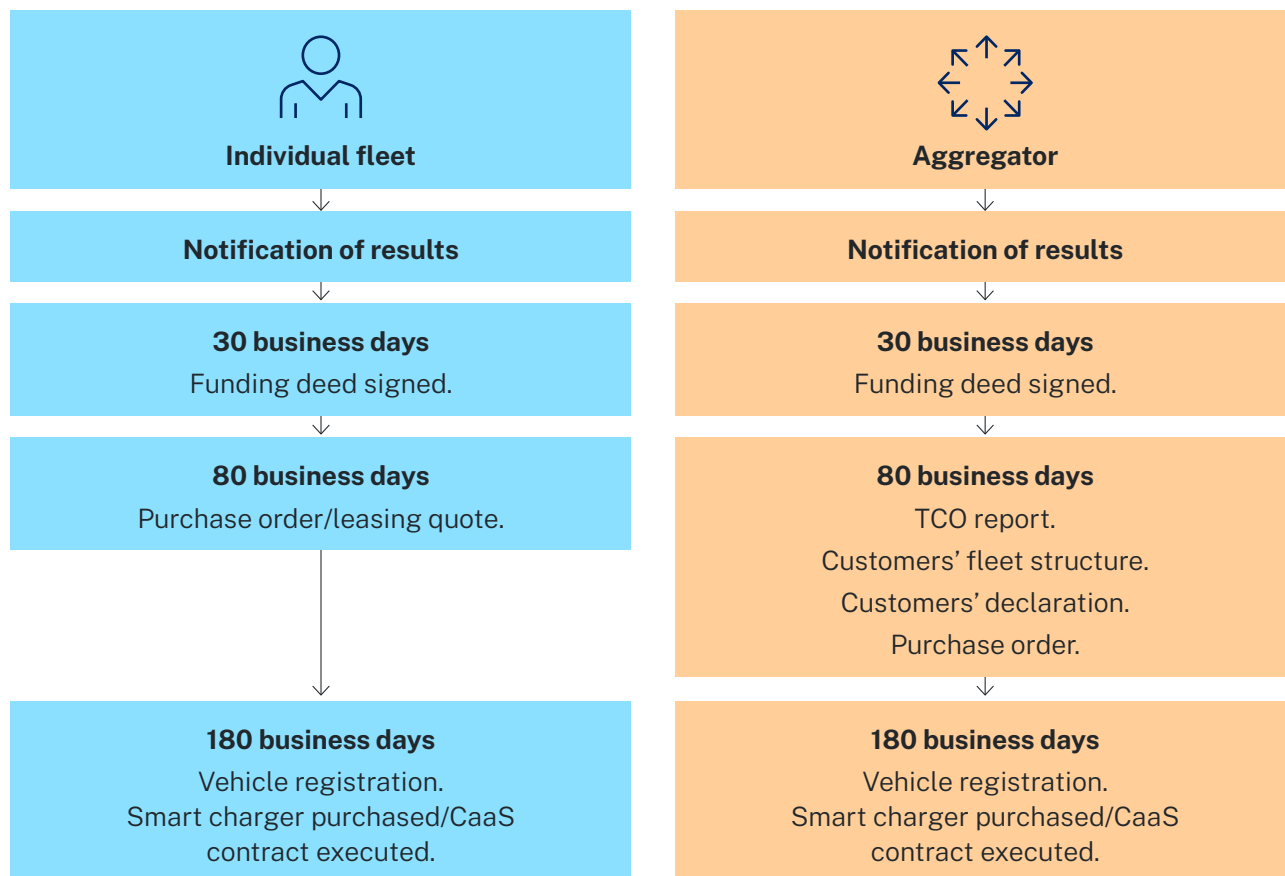 Individual fleet
Notification of results
30 business days
Funding deed signed.
80 business days
Purchase order/leasing quote.
180 business days
Vehicle registration.
Smart charger purchased/CaaS
contract executed.
Aggregator
Notification of results
30 business days
Funding deed signed.
80 business days
TCO report.
Customers’ fleet structure.
Customers’ declaration.
Purchase order.
180 business days
Vehicle registration.
Smart charger purchased/CaaS
contract executed.